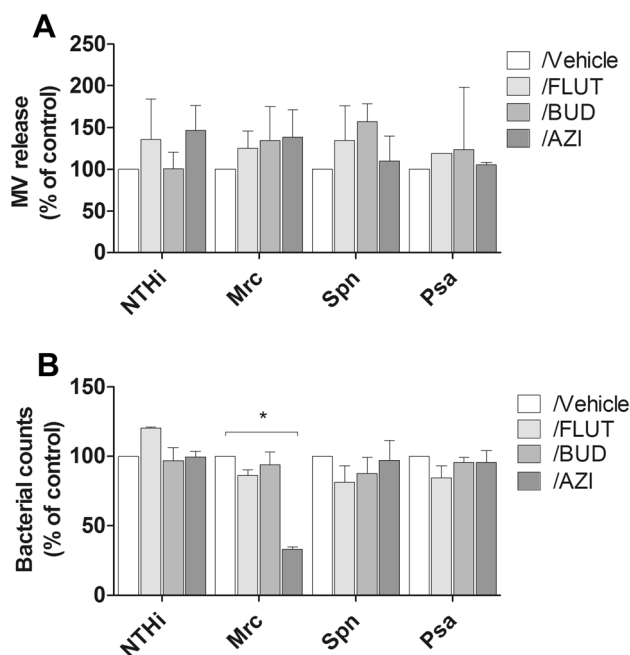 A
MV release
(% of control)
250
200
150
100
50
0
NTHi
Mrc
Spn
Psa
/Vehicle
/FLUT
/BUD
/AZI
B
Bacterial counts
(% of control)
150
100
50
0
*
NTHi
Mrc
Spn
Psa
/Vehicle
/FLUT
/BUD
/AZI